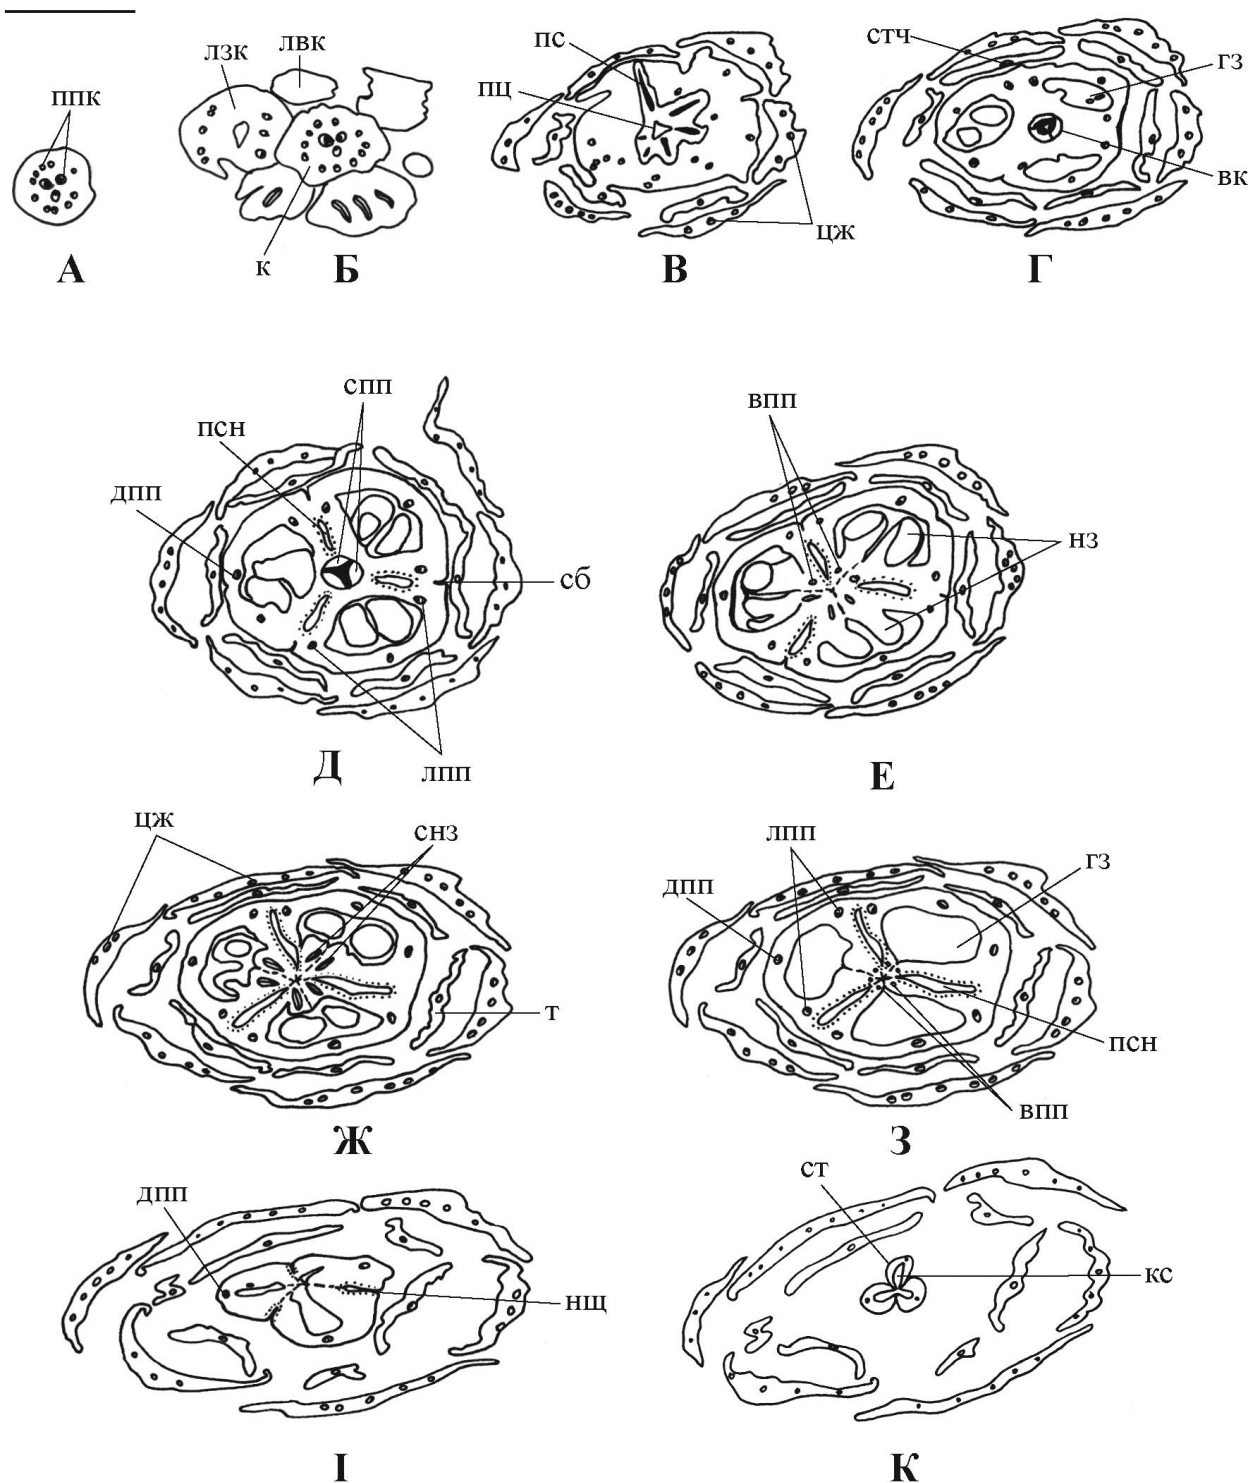 ппк
лзк
лвк
к
пс
пц
цж
стч
гз
вк
А
Б
В
Г
спп
псн
дпп
сб
лпп
впп
нз
Д
Е
цж
снз
т
лпп
дпп
гз
псн
впп
Ж
З
дпп
нщ
ст
кс
І
К